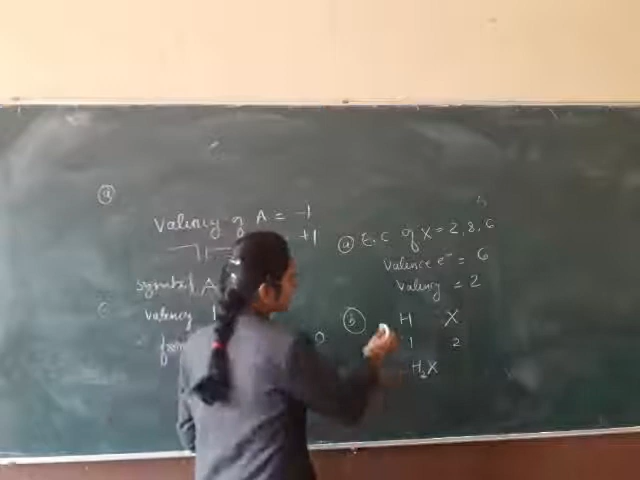 (a)
Valency of A = -1
+1
symbol A
valency 1
(a) E.C of X = 2, 8, 6
Valence e⁻ = 6
Valency = 2
(b) H X
1 2
H₂X